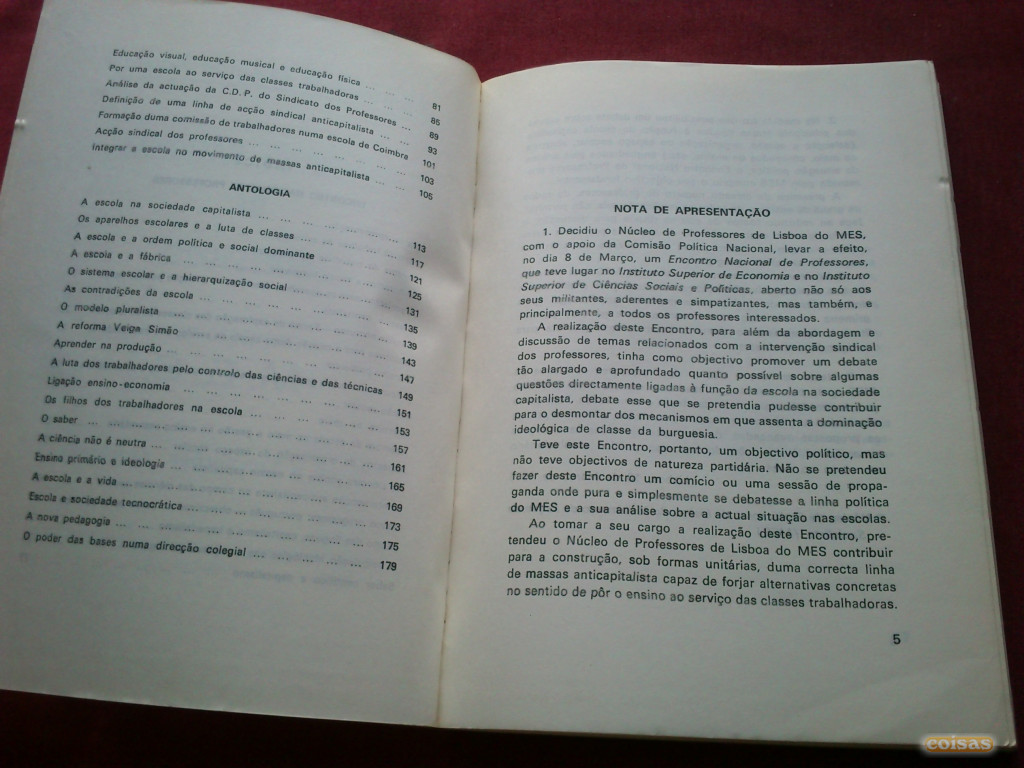 Educação visual, educação musical e educação física
Por uma escola ao serviço das classes trabalhadoras ... ... ... 81
Análise da actuação da C. D. P. do Sindicato dos Professores ... 85
Definição de uma linha de acção sindical anticapitalista ... ... 89
Formação duma comissão de trabalhadores numa escola de Coimbra 93
Acção sindical dos professores ... ... ... ... ... ... ... 101
Integrar a escola no movimento de massas anticapitalista ... ... 103
105
ANTOLOGIA
A escola na sociedade capitalista ... ... ... ... ... 113
Os aparelhos escolares e a luta de classes ... ... ... ... 117
A escola e a ordem política e social dominante ... ... ... 121
A escola e a fábrica ... ... ... ... ... ... ... 125
O sistema escolar e a hierarquização social ... ... ... ... 131
As contradições da escola ... ... ... ... ... ... 135
O modelo pluralista ... ... ... ... ... ... ... 139
A reforma Veiga Simão ... ... ... ... ... ... 143
Aprender na produção ... ... ... ... ... ... 147
A luta dos trabalhadores pelo controlo das ciências e das técnicas 149
Ligação ensino-economia ... ... ... ... ... ... 151
Os filhos dos trabalhadores na escola ... ... ... ... 153
O saber ... ... ... ... ... ... ... ... 157
A ciência não é neutra ... ... ... ... ... ... 161
Ensino primário e ideologia ... ... ... ... ... 165
A escola e a vida ... ... ... ... ... ... ... 169
Escola e sociedade tecnocrática ... ... ... ... ... 173
A nova pedagogia ... ... ... ... ... ... ... 175
O poder das bases numa direcção colegial ... ... ... ... 179
NOTA DE APRESENTAÇÃO
1. Decidiu o Núcleo de Professores de Lisboa do MES,
com o apoio da Comisão Política Nacional, levar a efeito,
no dia 8 de Março, um Encontro Nacional de Professores,
que teve lugar no Instituto Superior de Economia e no Instituto
Superior de Ciências Sociais e Políticas, aberto não só aos
seus militantes, aderentes e simpatizantes, mas também, e
principalmente, a todos os professores interessados.
A realização deste Encontro, para além da abordagem e
discussão de temas relacionados com a intervenção sindical
dos professores, tinha como objectivo promover um debate
tão alargado e aprofundado quanto possível sobre algumas
questões directamente ligadas à função da escola na sociedade
capitalista, debate esse que se pretendia pudesse contribuir
para o desmontar dos mecanismos em que assenta a dominação
ideológica de classe da burguesia.
Teve este Encontro, portanto, um objectivo político, mas
não teve objectivos de natureza partidária. Não se pretendeu
fazer deste Encontro um comício ou uma sessão de propa-
ganda onde pura e simplesmente se debatesse a linha política
do MES e a sua análise sobre a actual situação nas escolas.
Ao tomar a seu cargo a realização deste Encontro, pre-
tendeu o Núcleo de Professores de Lisboa do MES contribuir
para a construção, sob formas unitárias, duma correcta linha
de massas anticapitalista capaz de forjar alternativas concretas
no sentido de pôr o ensino ao serviço das classes trabalhadoras.
5
coisas